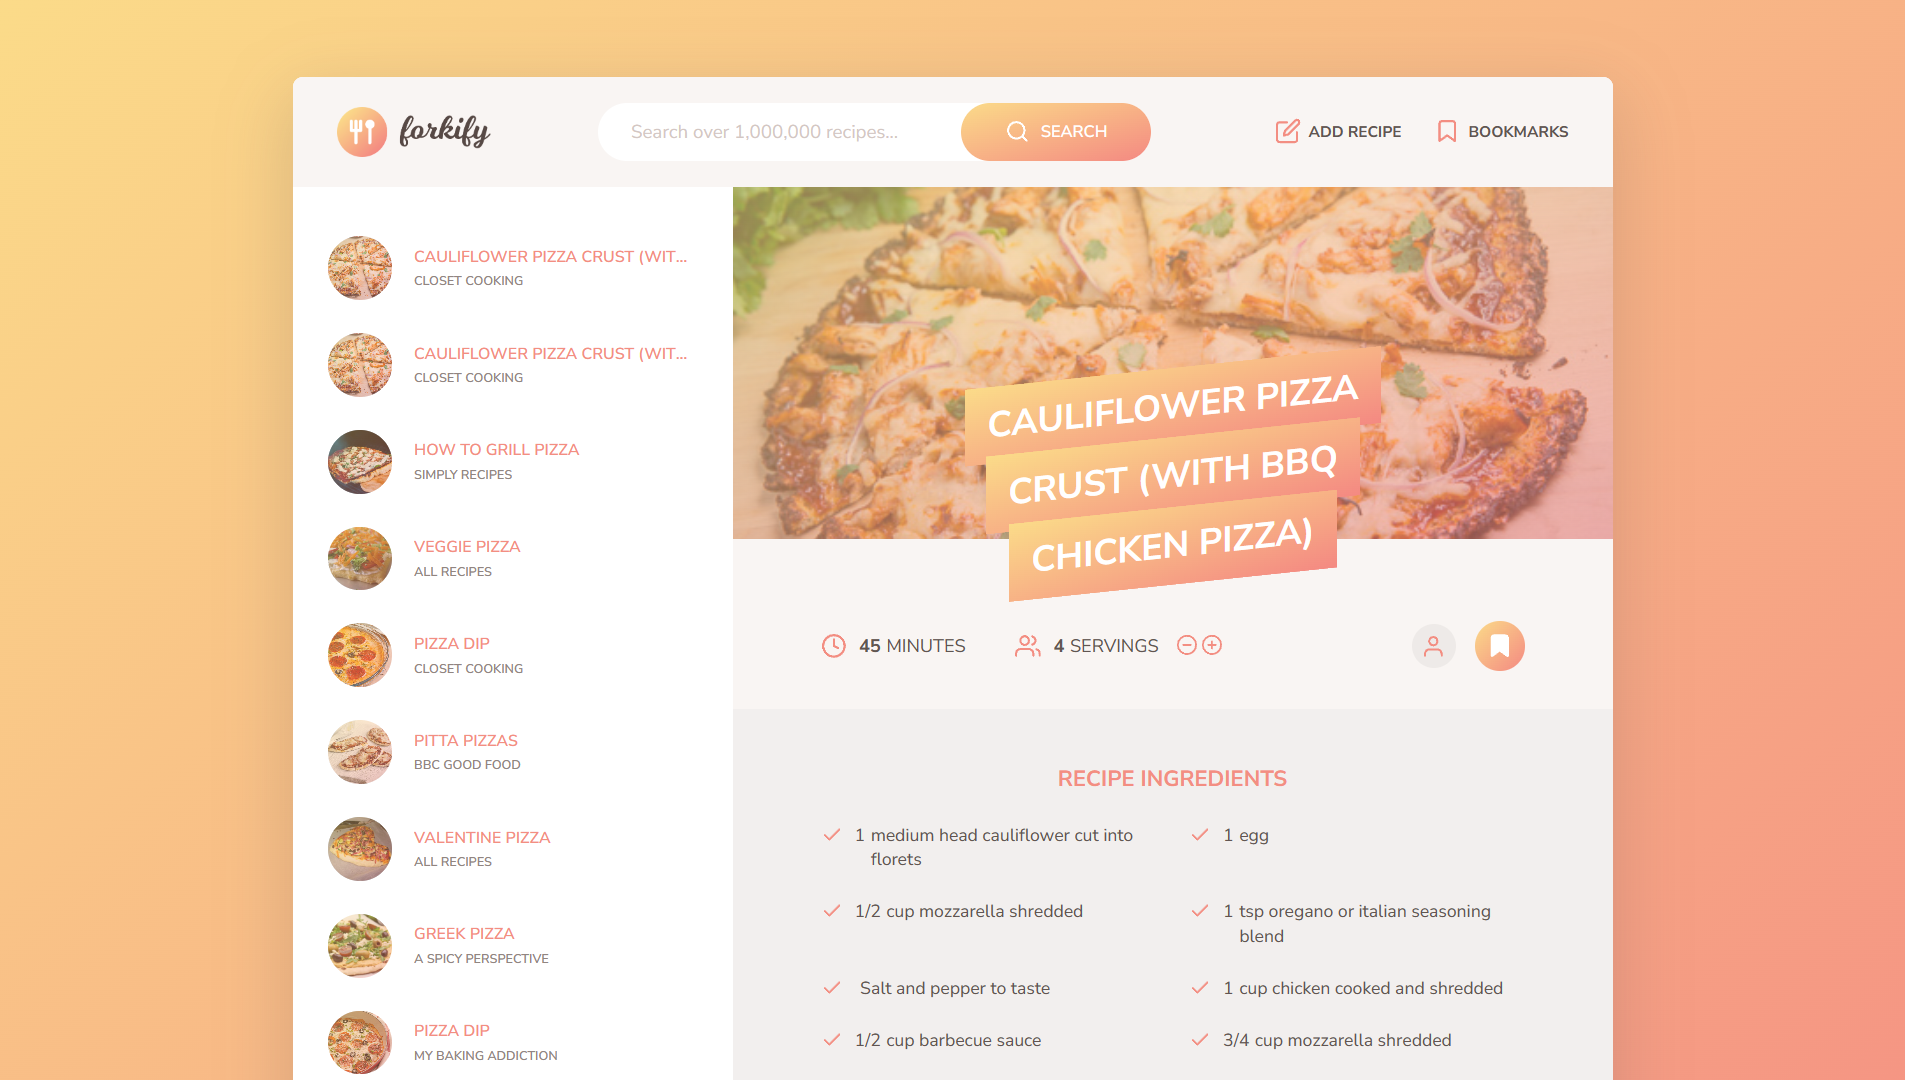 forkify
Search over 1,000,000 recipes...
SEARCH
ADD RECIPE
BOOKMARKS
CAULIFLOWER PIZZA CRUST (WIT...
CLOSET COOKING
CAULIFLOWER PIZZA CRUST (WIT...
CLOSET COOKING
HOW TO GRILL PIZZA
SIMPLY RECIPES
VEGGIE PIZZA
ALL RECIPES
PIZZA DIP
CLOSET COOKING
PITTA PIZZAS
BBC GOOD FOOD
VALENTINE PIZZA
ALL RECIPES
GREEK PIZZA
A SPICY PERSPECTIVE
PIZZA DIP
MY BAKING ADDICTION
CAULIFLOWER PIZZA
CRUST (WITH BBQ
CHICKEN PIZZA)
45 MINUTES
4 SERVINGS
RECIPE INGREDIENTS
1 medium head cauliflower cut into
florets
1 egg
1/2 cup mozzarella shredded
1 tsp oregano or italian seasoning
blend
Salt and pepper to taste
1 cup chicken cooked and shredded
1/2 cup barbecue sauce
3/4 cup mozzarella shredded